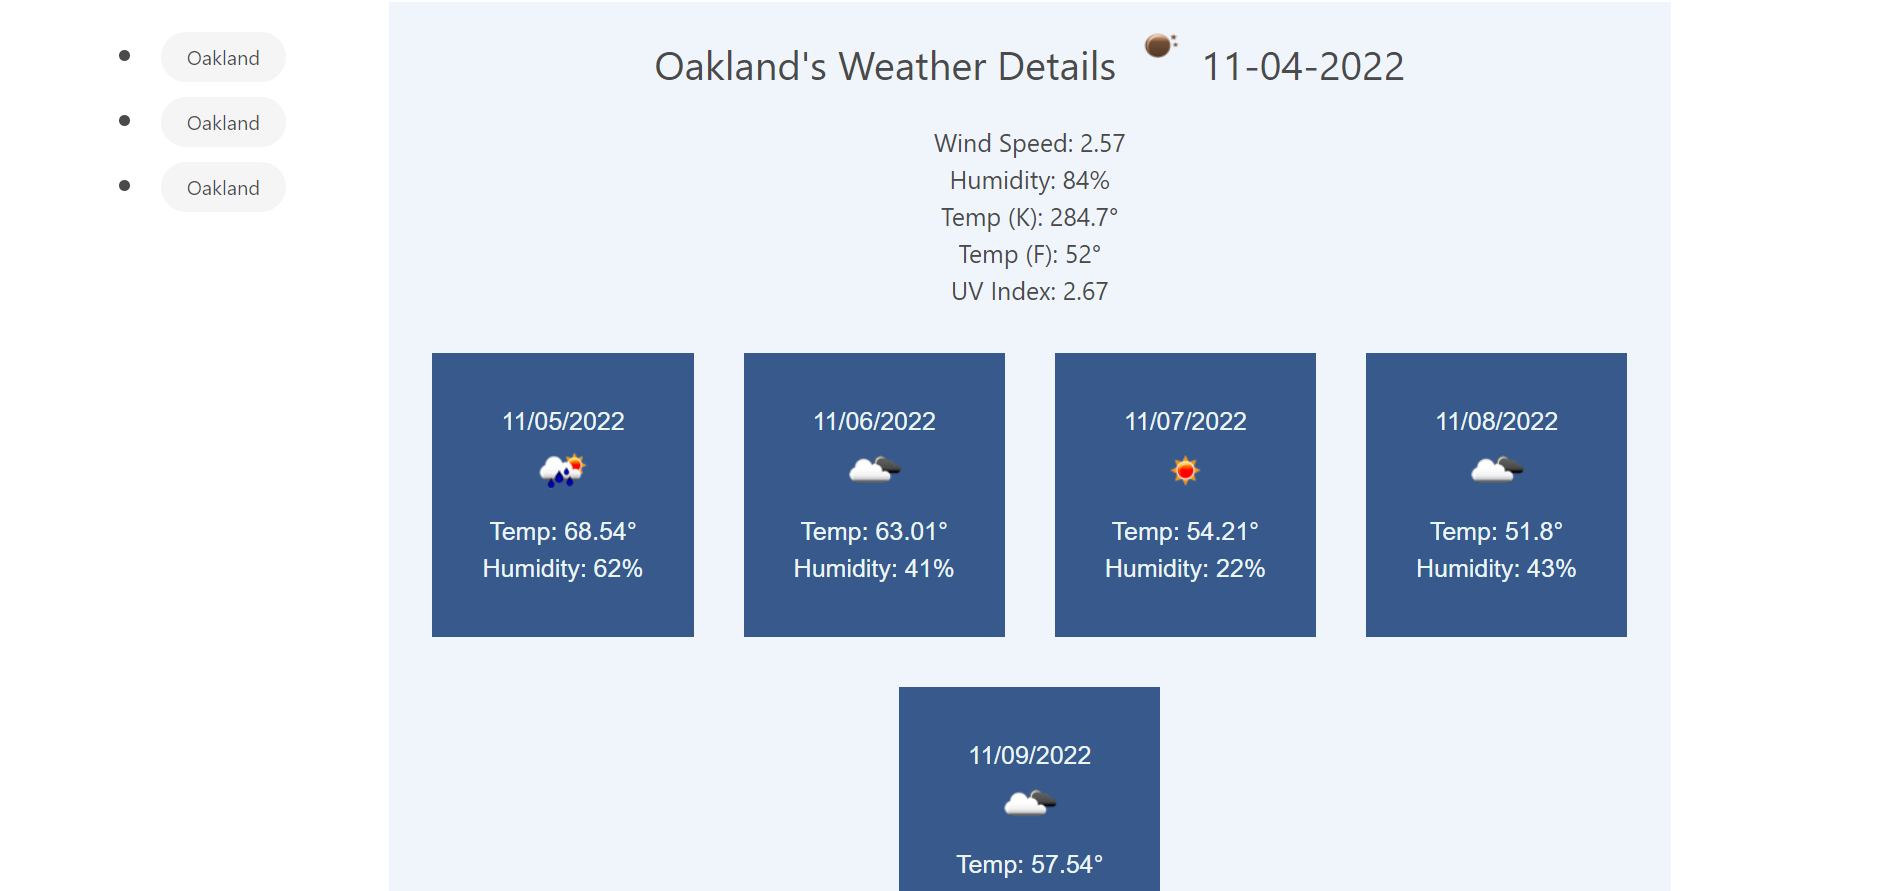 Oakland
Oakland
Oakland
Oakland's Weather Details 11-04-2022
Wind Speed: 2.57
Humidity: 84%
Temp (K): 284.7°
Temp (F): 52°
UV Index: 2.67
11/05/2022
Temp: 68.54°
Humidity: 62%
11/06/2022
Temp: 63.01°
Humidity: 41%
11/07/2022
Temp: 54.21°
Humidity: 22%
11/08/2022
Temp: 51.8°
Humidity: 43%
11/09/2022
Temp: 57.54°